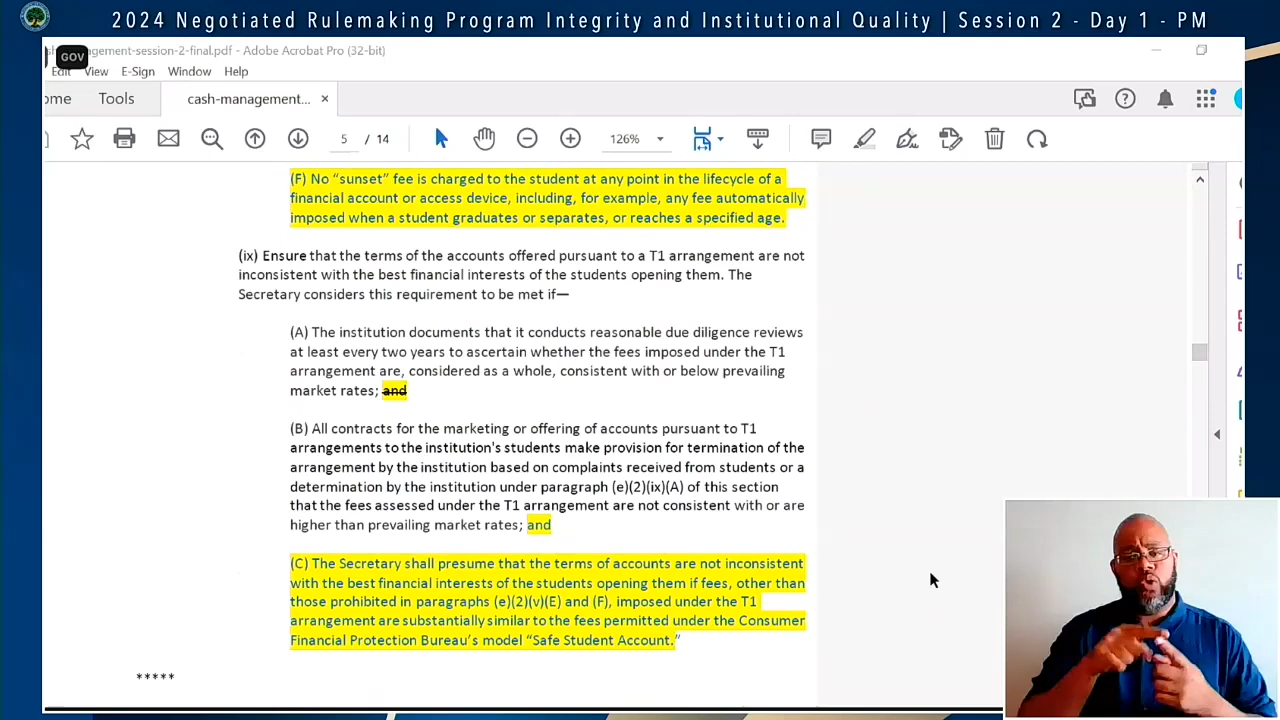 2024 Negotiated Rulemaking Program Integrity and Institutional Quality | Session 2 - Day 1 - PM
GOV
sh-management-session-2-final.pdf - Adobe Acrobat Pro (32-bit)
Edit View E-Sign Window Help
ome Tools cash-management... ×
5 / 14 126%
(F) No “sunset” fee is charged to the student at any point in the lifecycle of a
financial account or access device, including, for example, any fee automatically
imposed when a student graduates or separates, or reaches a specified age.
(ix) Ensure that the terms of the accounts offered pursuant to a T1 arrangement are not
inconsistent with the best financial interests of the students opening them. The
Secretary considers this requirement to be met if—
(A) The institution documents that it conducts reasonable due diligence reviews
at least every two years to ascertain whether the fees imposed under the T1
arrangement are, considered as a whole, consistent with or below prevailing
market rates; and
(B) All contracts for the marketing or offering of accounts pursuant to T1
arrangements to the institution's students make provision for termination of the
arrangement by the institution based on complaints received from students or a
determination by the institution under paragraph (e)(2)(ix)(A) of this section
that the fees assessed under the T1 arrangement are not consistent with or are
higher than prevailing market rates; and
(C) The Secretary shall presume that the terms of accounts are not inconsistent
with the best financial interests of the students opening them if fees, other than
those prohibited in paragraphs (e)(2)(v)(E) and (F), imposed under the T1
arrangement are substantially similar to the fees permitted under the Consumer
Financial Protection Bureau’s model “Safe Student Account.”
*****